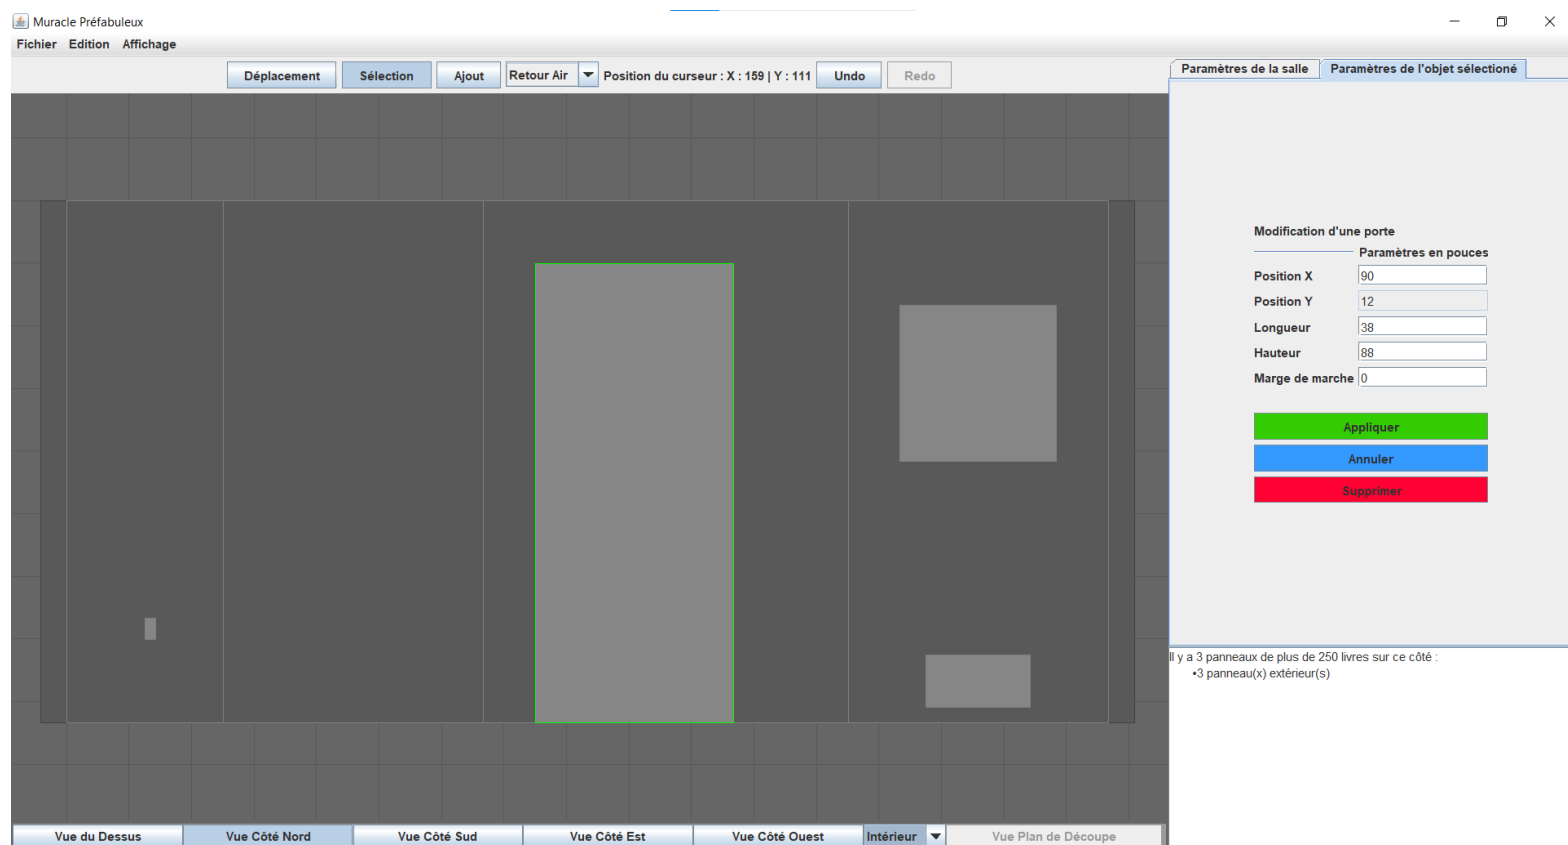 Muracle Préfabuleux
Fichier Edition Affichage
Déplacement Sélection Ajout Retour Air Position du curseur : X : 159 | Y : 111 Undo Redo
Paramètres de la salle Paramètres de l'objet sélectioné
Modification d'une porte
Paramètres en pouces
Position X 90
Position Y 12
Longueur 38
Hauteur 88
Marge de marche 0
Appliquer
Annuler
Supprimer
Il y a 3 panneaux de plus de 250 livres sur ce côté :
•3 panneau(x) extérieur(s)
Vue du Dessus Vue Côté Nord Vue Côté Sud Vue Côté Est Vue Côté Ouest Intérieur Vue Plan de Découpe